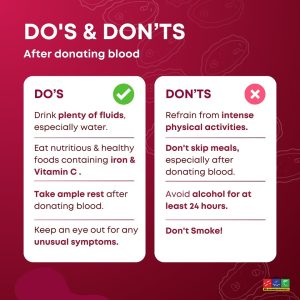 DO'S & DON'TS
After donating blood
DO'S
Drink plenty of fluids,
especially water.
Eat nutritious & healthy
foods containing iron &
Vitamin C .
Take ample rest after
donating blood.
Keep an eye out for any
unusual symptoms.
DON'TS
Refrain from intense
physical activities.
Don't skip meals,
especially after
donating blood.
Avoid alcohol for at
least 24 hours.
Don't Smoke!